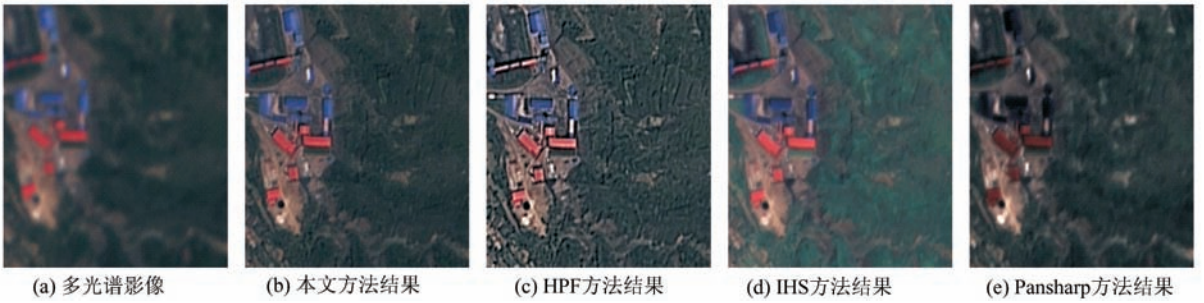 (a) 多光谱影像
(b) 本文方法结果
(c) HPF方法结果
(d) IHS方法结果
(e) Pansharp方法结果